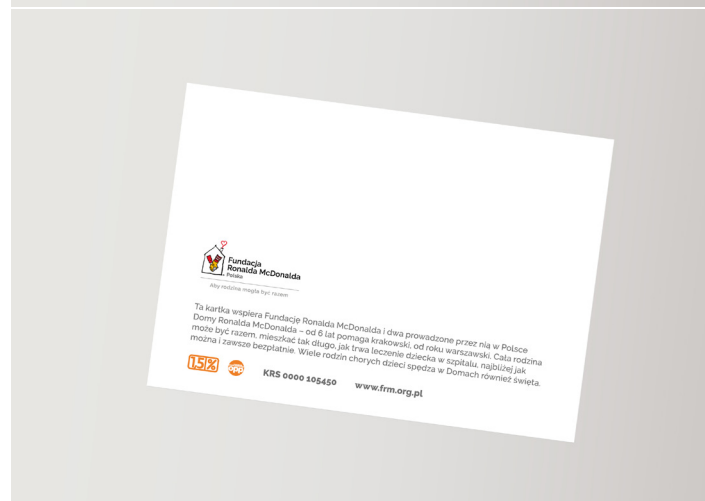 Fundacja
Ronalda McDonalda
Polska
Aby rodzina mogła być razem
Ta kartka wspiera Fundację Ronalda McDonalda i dwa prowadzone przez nią w Polsce
Domy Ronalda McDonalda – od 6 lat pomaga krakowski, od roku warszawski. Cała rodzina
może być razem, mieszkać tak długo, jak trwa leczenie dziecka w szpitalu, najbliżej jak
można i zawsze bezpłatnie. Wiele rodzin chorych dzieci spędza w Domach również święta.
1,5% opp KRS 0000 105450 www.frm.org.pl